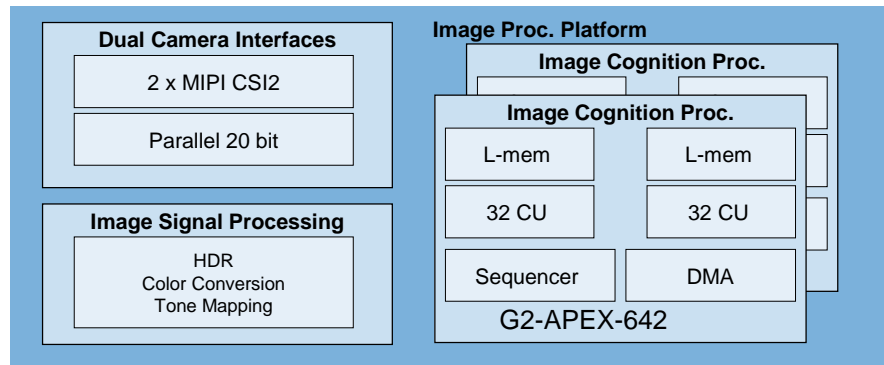 Dual Camera Interfaces
2 x MIPI CSI2
Parallel 20 bit
Image Signal Processing
HDR
Color Conversion
Tone Mapping
Image Proc. Platform
Image Cognition Proc.
Image Cognition Proc.
L-mem
L-mem
32 CU
32 CU
Sequencer
DMA
G2-APEX-642